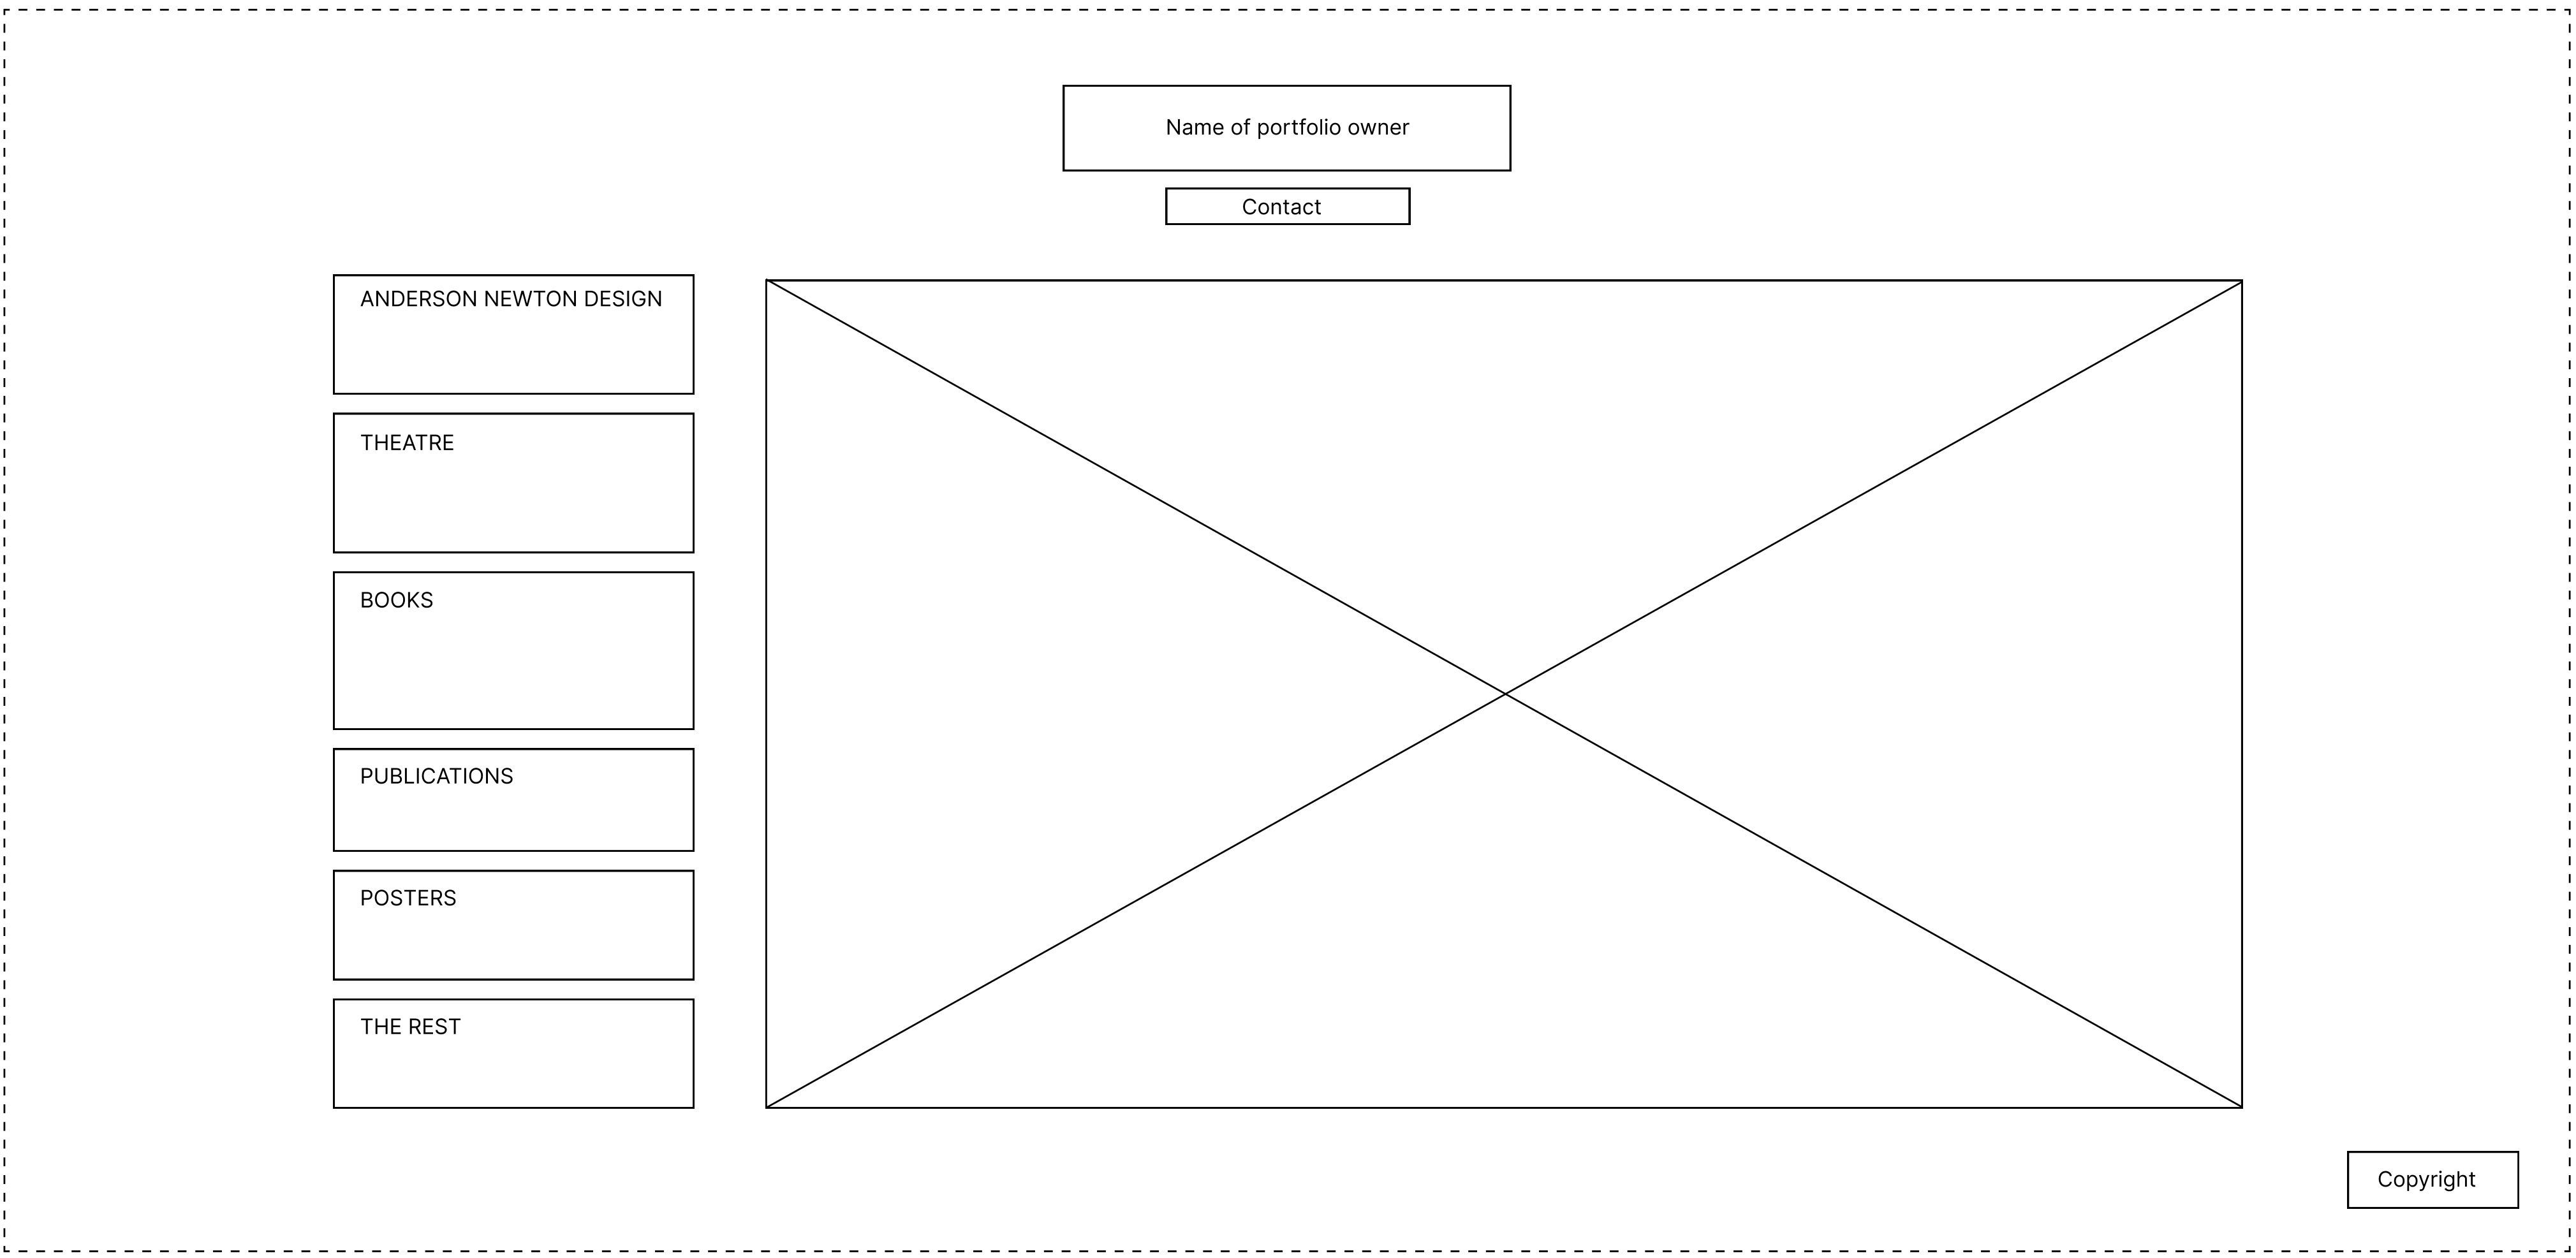 Name of portfolio owner
Contact
ANDERSON NEWTON DESIGN
THEATRE
BOOKS
PUBLICATIONS
POSTERS
THE REST
Copyright